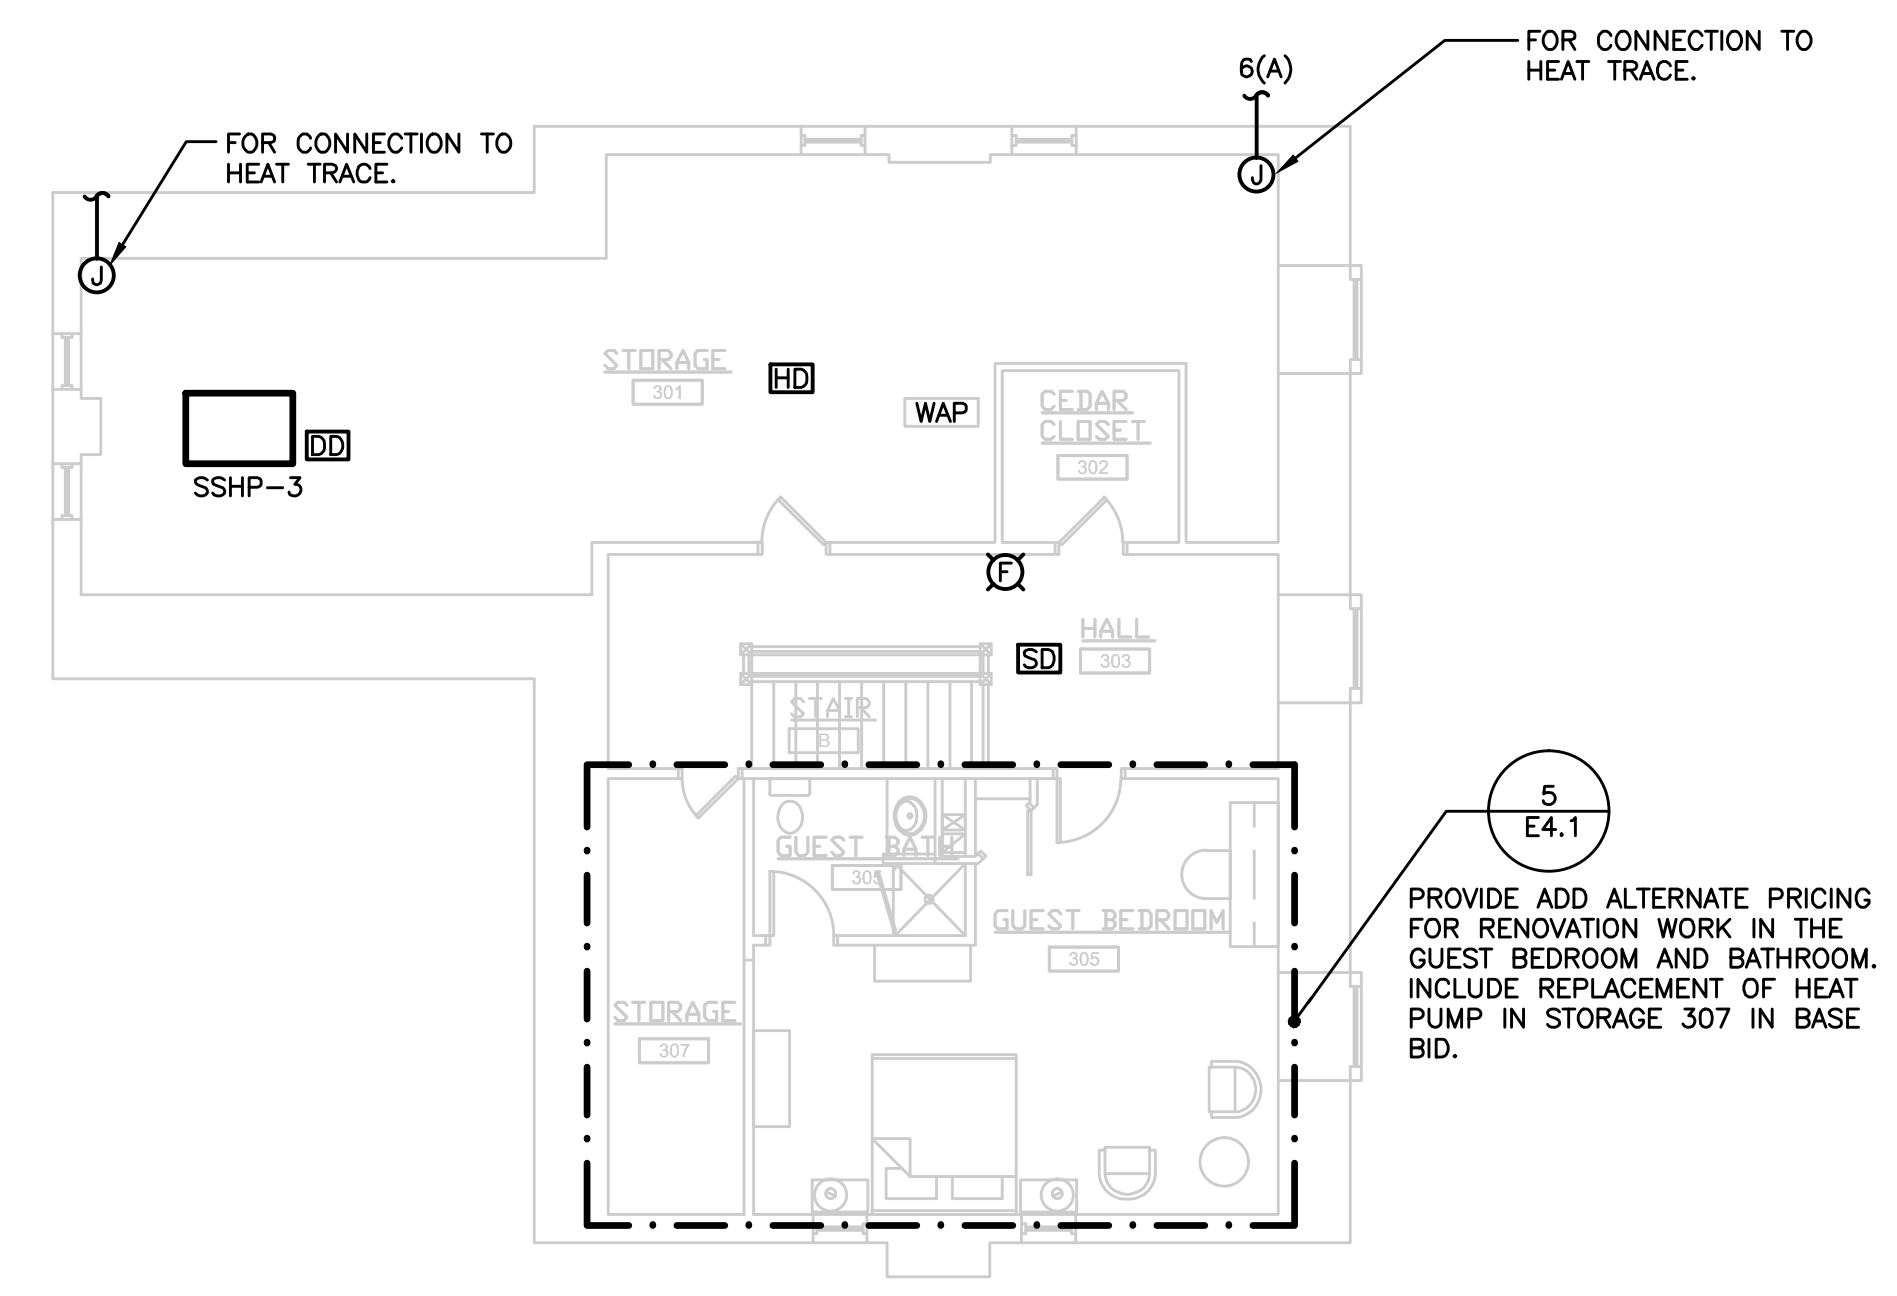 FOR CONNECTION TO
HEAT TRACE.
6(A)
J
FOR CONNECTION TO
HEAT TRACE.
J
STORAGE
301
HD
WAP
CEDAR
CLOSET
302
DD
SSHP-3
F
HALL
303
SD
STAIR
B
5
E4.1
PROVIDE ADD ALTERNATE PRICING
FOR RENOVATION WORK IN THE
GUEST BEDROOM AND BATHROOM.
INCLUDE REPLACEMENT OF HEAT
PUMP IN STORAGE 307 IN BASE
BID.
GUEST BATH
305
GUEST BEDROOM
305
STORAGE
307